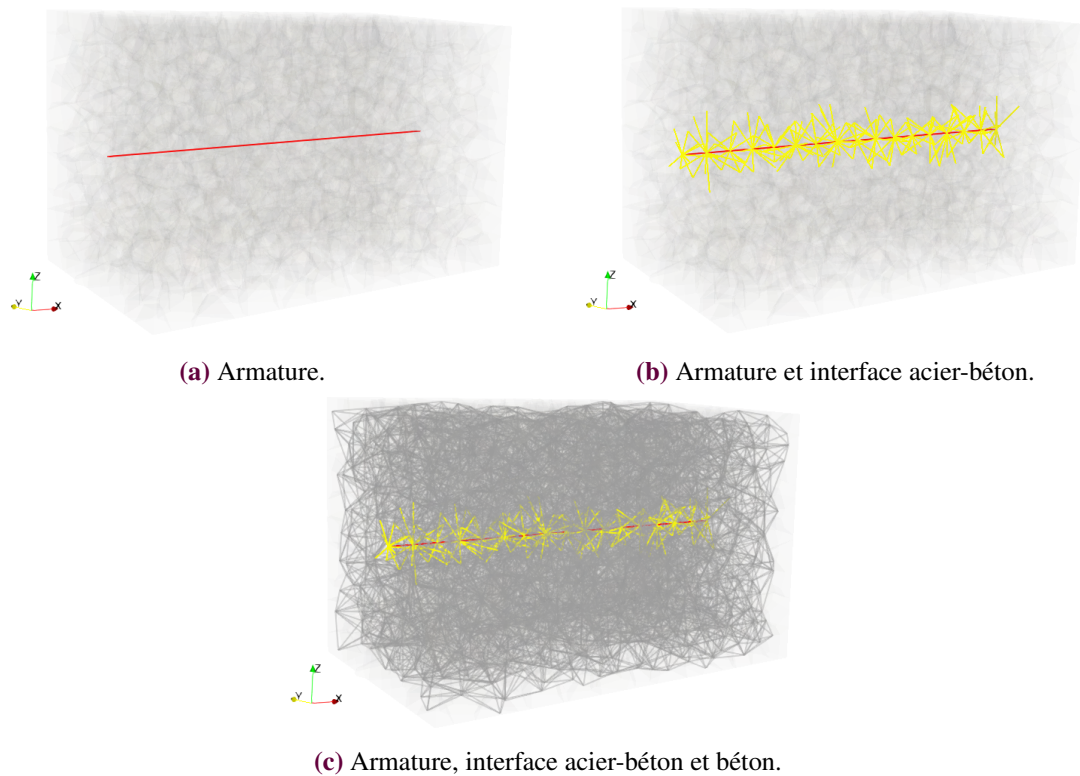 Z
Y
X
Z
Y
X
(a) Armature.
(b) Armature et interface acier-béton.
Z
Y
X
(c) Armature, interface acier-béton et béton.